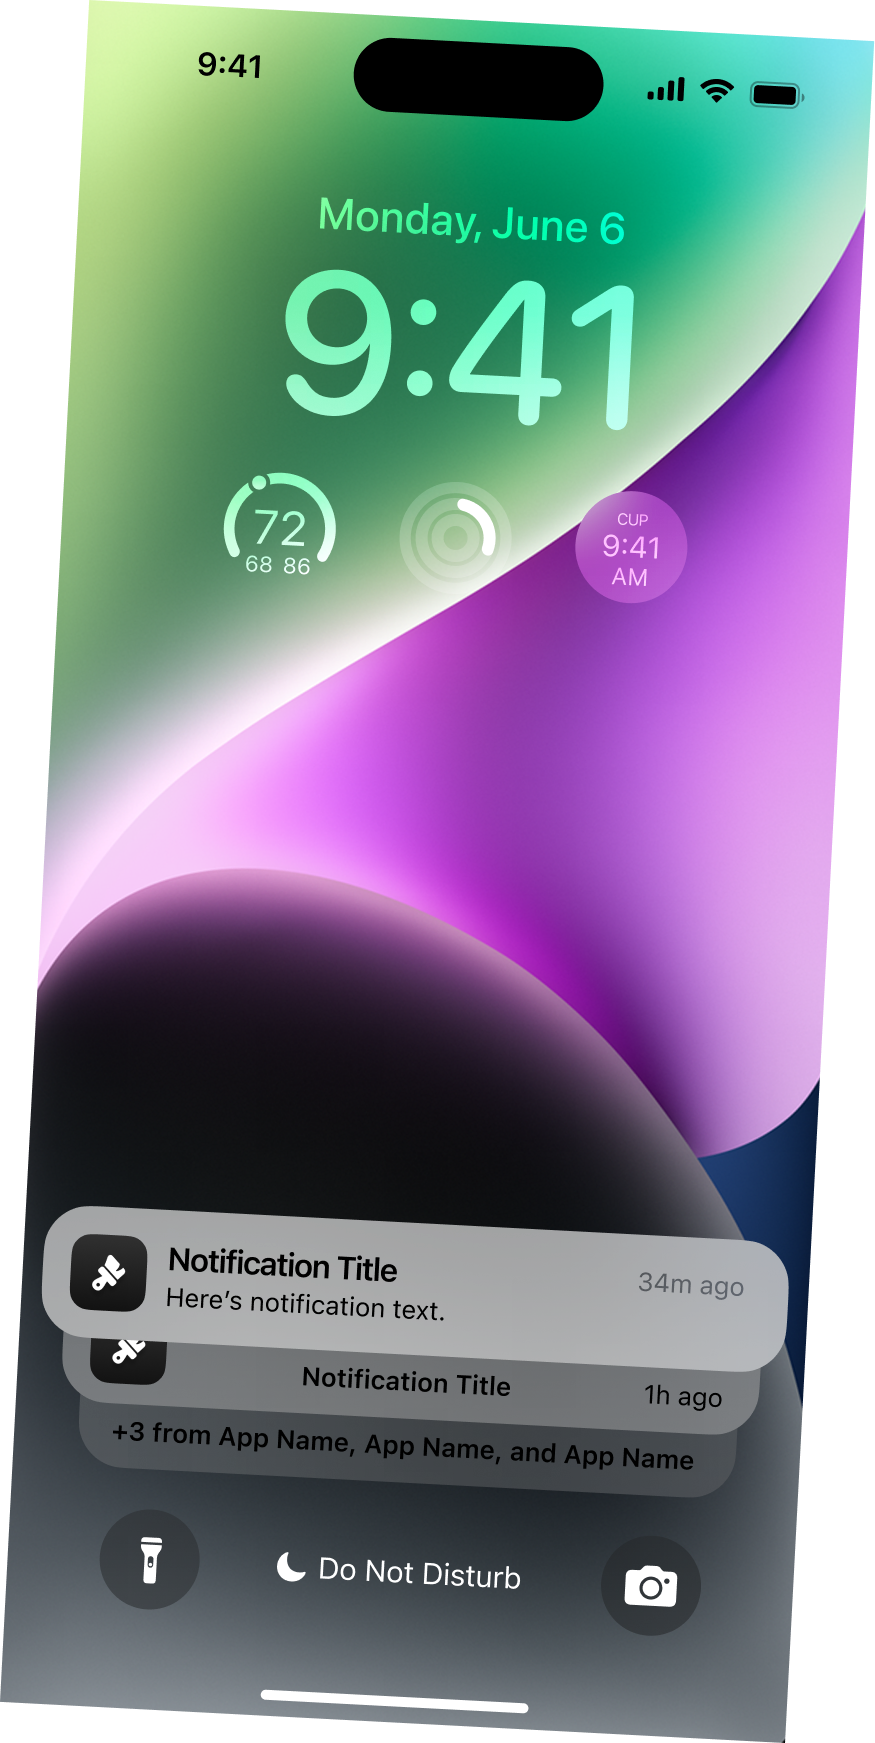 9:41
Monday, June 6
9:41
72
68 86
CUP
9:41
AM
Notification Title
34m ago
Here’s notification text.
Notification Title
1h ago
+3 from App Name, App Name, and App Name
Do Not Disturb